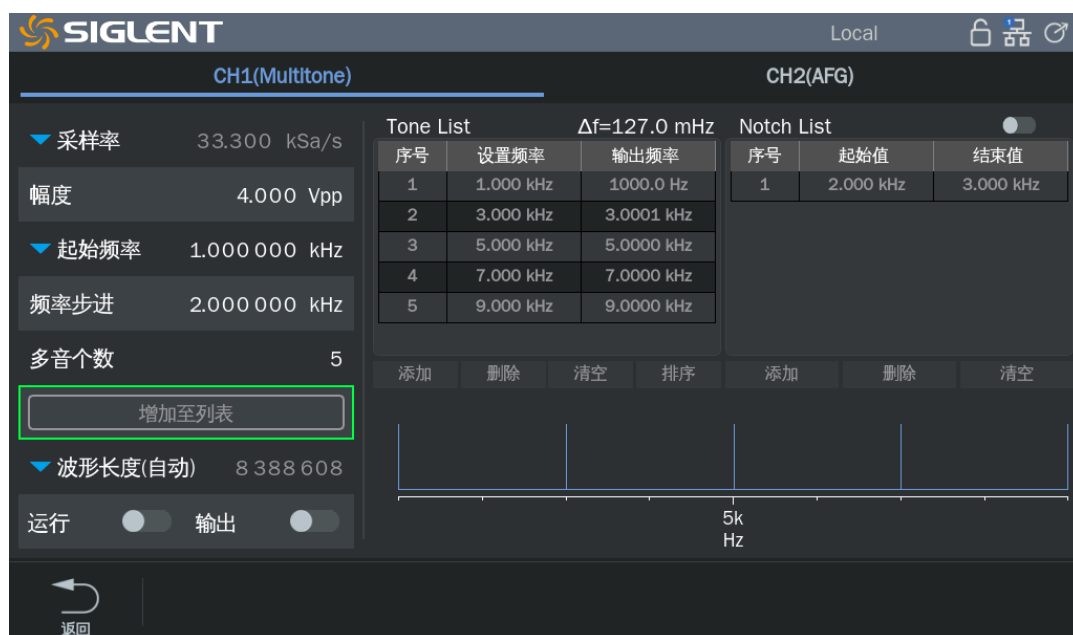 SIGLENT
Local
CH1(Multitone)
CH2(AFG)
采样率 33.300 kSa/s
幅度 4.000 Vpp
起始频率 1.000 000 kHz
频率步进 2.000 000 kHz
多音个数 5
增加至列表
波形长度(自动) 8 388 608
运行 输出
Tone List Δf=127.0 mHz
序号 设置频率 输出频率
1 1.000 kHz 1000.0 Hz
2 3.000 kHz 3.0001 kHz
3 5.000 kHz 5.0000 kHz
4 7.000 kHz 7.0000 kHz
5 9.000 kHz 9.0000 kHz
添加 删除 清空 排序
Notch List
序号 起始值 结束值
1 2.000 kHz 3.000 kHz
添加 删除 清空
5k
Hz
返回